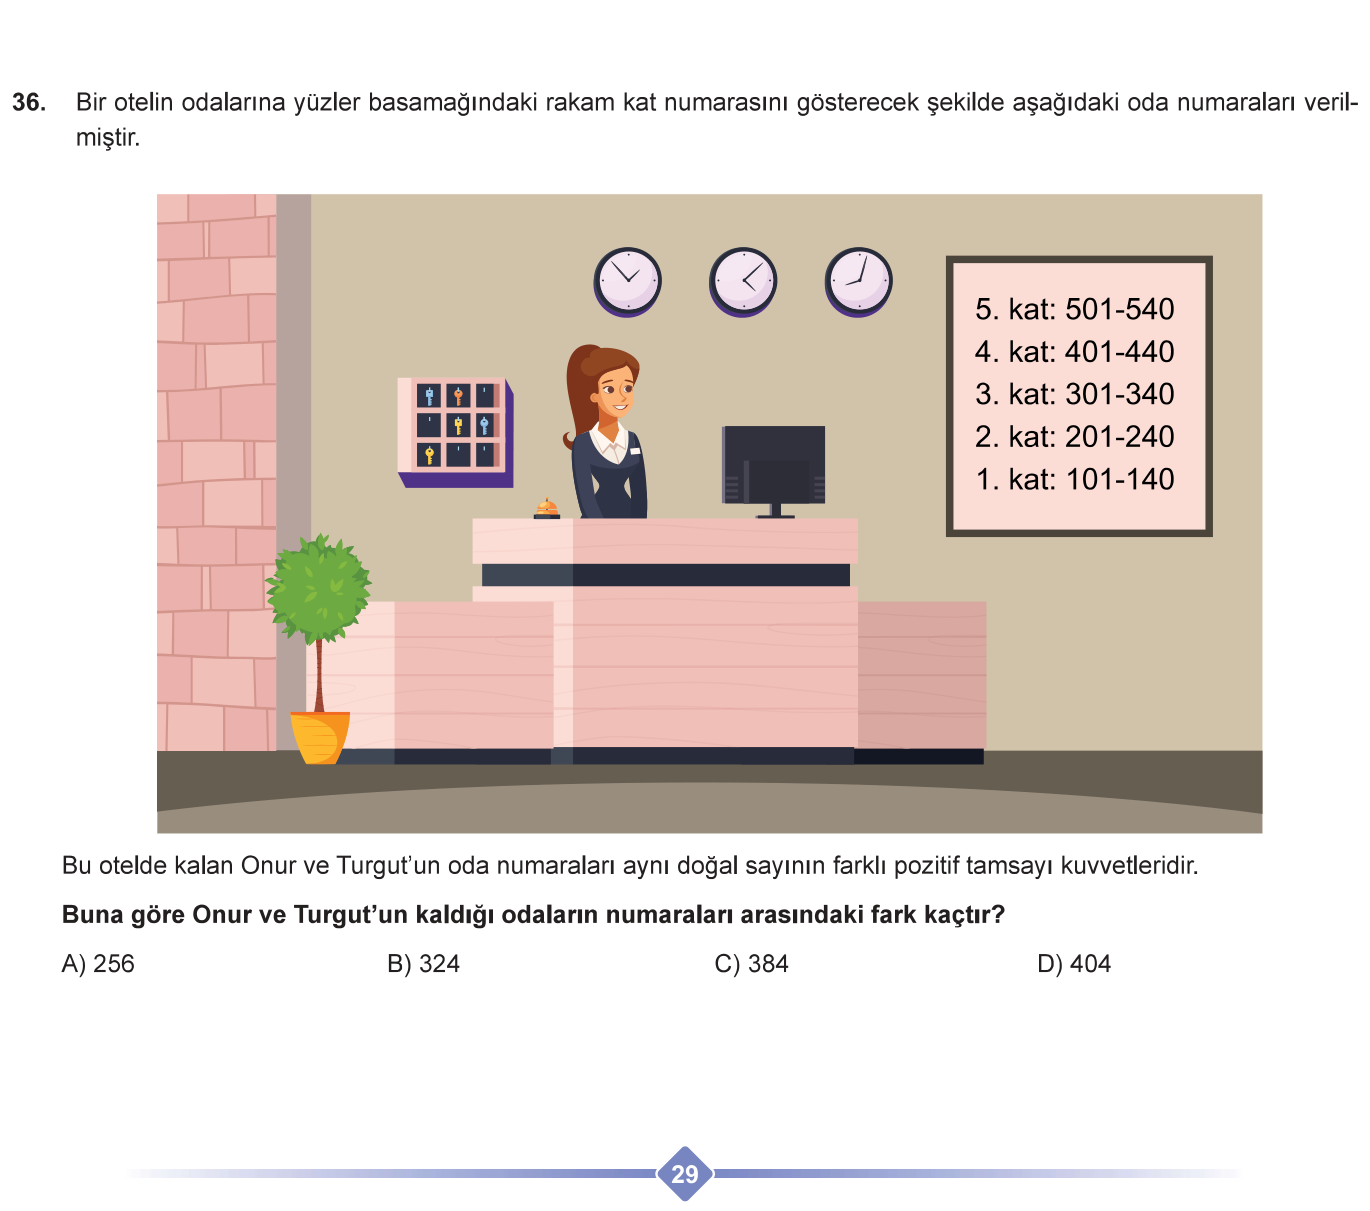 36. Bir otelin odalarına yüzler basamağındaki rakam kat numarasını gösterecek şekilde aşağıdaki oda numaraları veril-
miştir.
5. kat: 501-540
4. kat: 401-440
3. kat: 301-340
2. kat: 201-240
1. kat: 101-140
Bu otelde kalan Onur ve Turgut’un oda numaraları aynı doğal sayının farklı pozitif tamsayı kuvvetleridir.
Buna göre Onur ve Turgut’un kaldığı odaların numaraları arasındaki fark kaçtır?
A) 256 B) 324 C) 384 D) 404
29